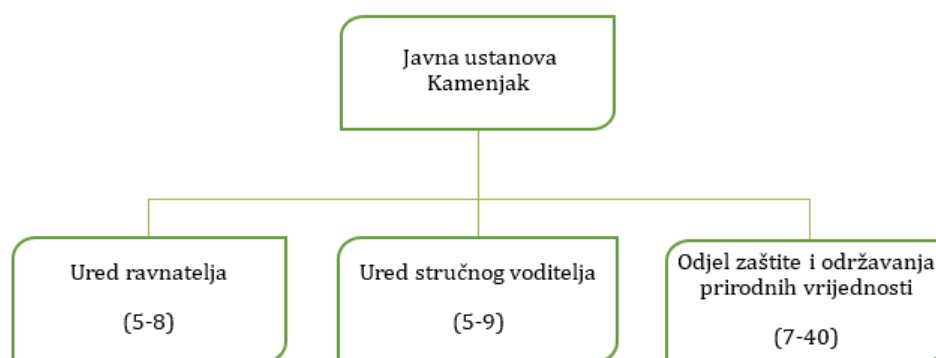 Javna ustanova
Kamenjak
Ured ravnatelja
(5-8)
Ured stručnog voditelja
(5-9)
Odjel zaštite i održavanja
prirodnih vrijednosti
(7-40)